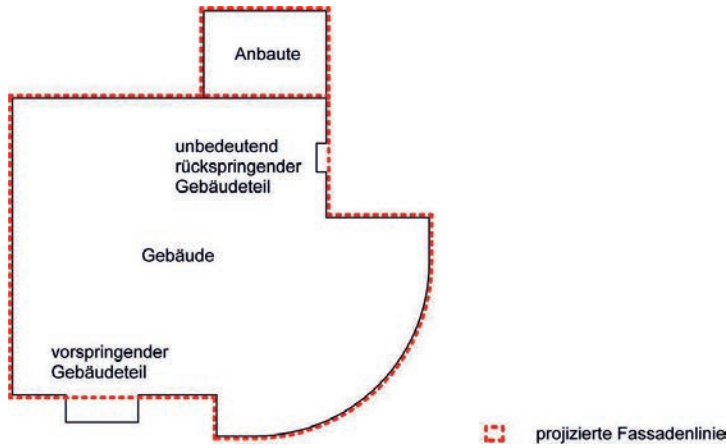 Anbaute
unbedeutend
rückspringender
Gebäudeteil
Gebäude
vorspringender
Gebäudeteil
projizierte Fassadenlinie